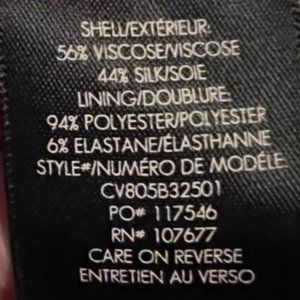 SHELL/EXTÉRIEUR:
56% VISCOSE/VISCOSE
44% SILK/SOIE
LINING/DOUBLURE:
94% POLYESTER/POLYESTER
6% ELASTANE/ÉLASTHANNE
STYLE#/NUMÉRO DE MODÈLE:
CV805B32501
PO# 117546
RN# 107677
CARE ON REVERSE
ENTRETIEN AU VERSO